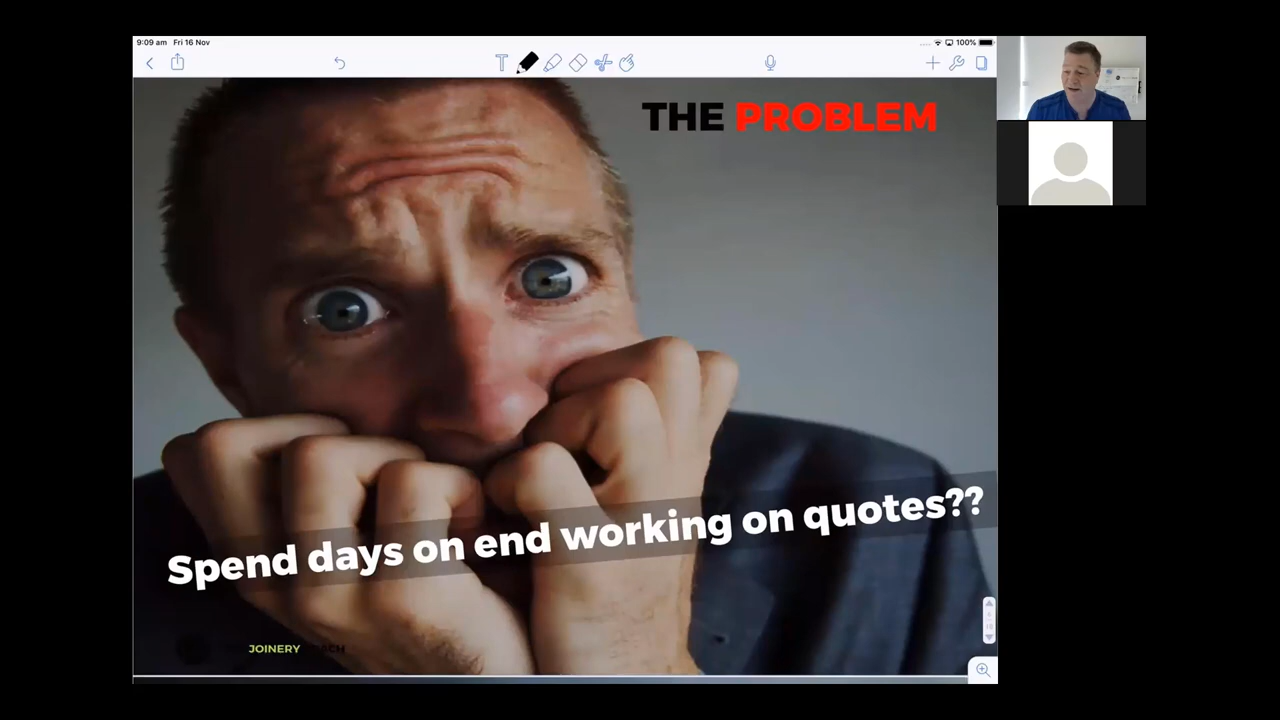 9:09 am Fri 16 Nov
100%
THE PROBLEM
Spend days on end working on quotes??
JOINERY